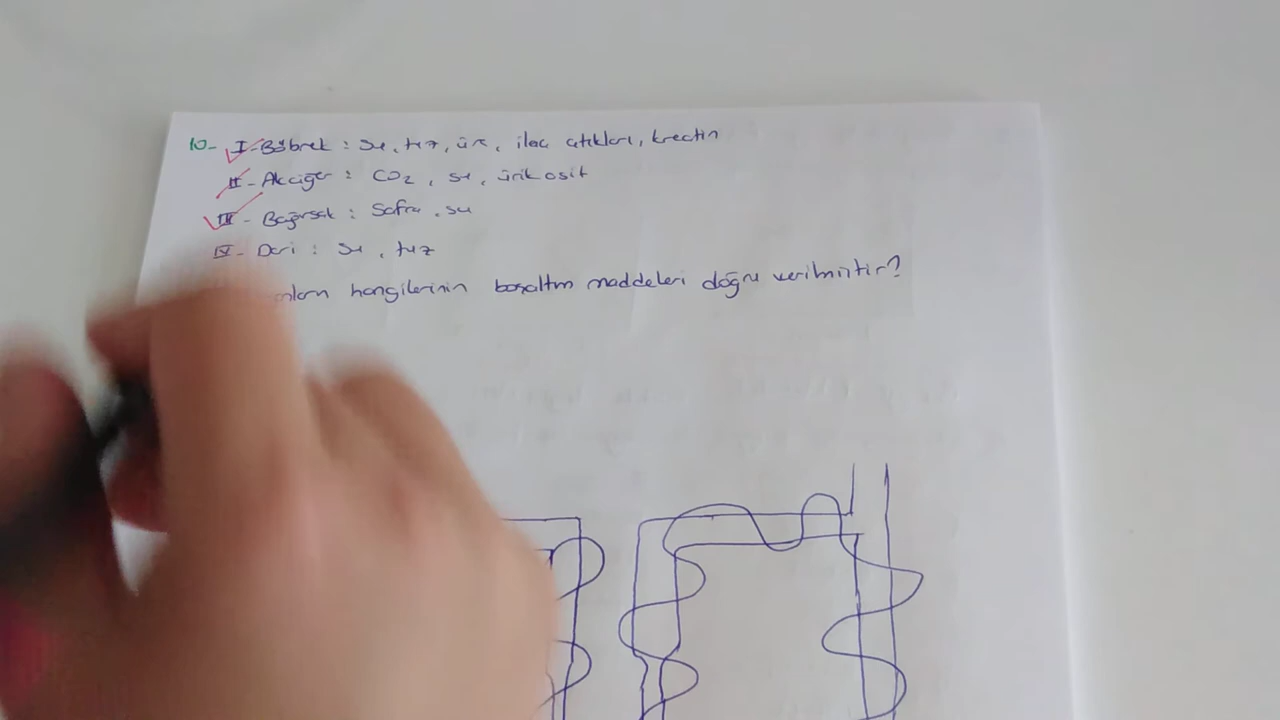 10- I- Böbrek : su, tuz, üre, ilaç atıkları, kreatin
II- Akciğer : CO2, su, ürik asit
III- Bağırsak : Safra, su
IV- Deri : su, tuz
hangilerinin boşaltım maddeleri doğru verilmiştir?